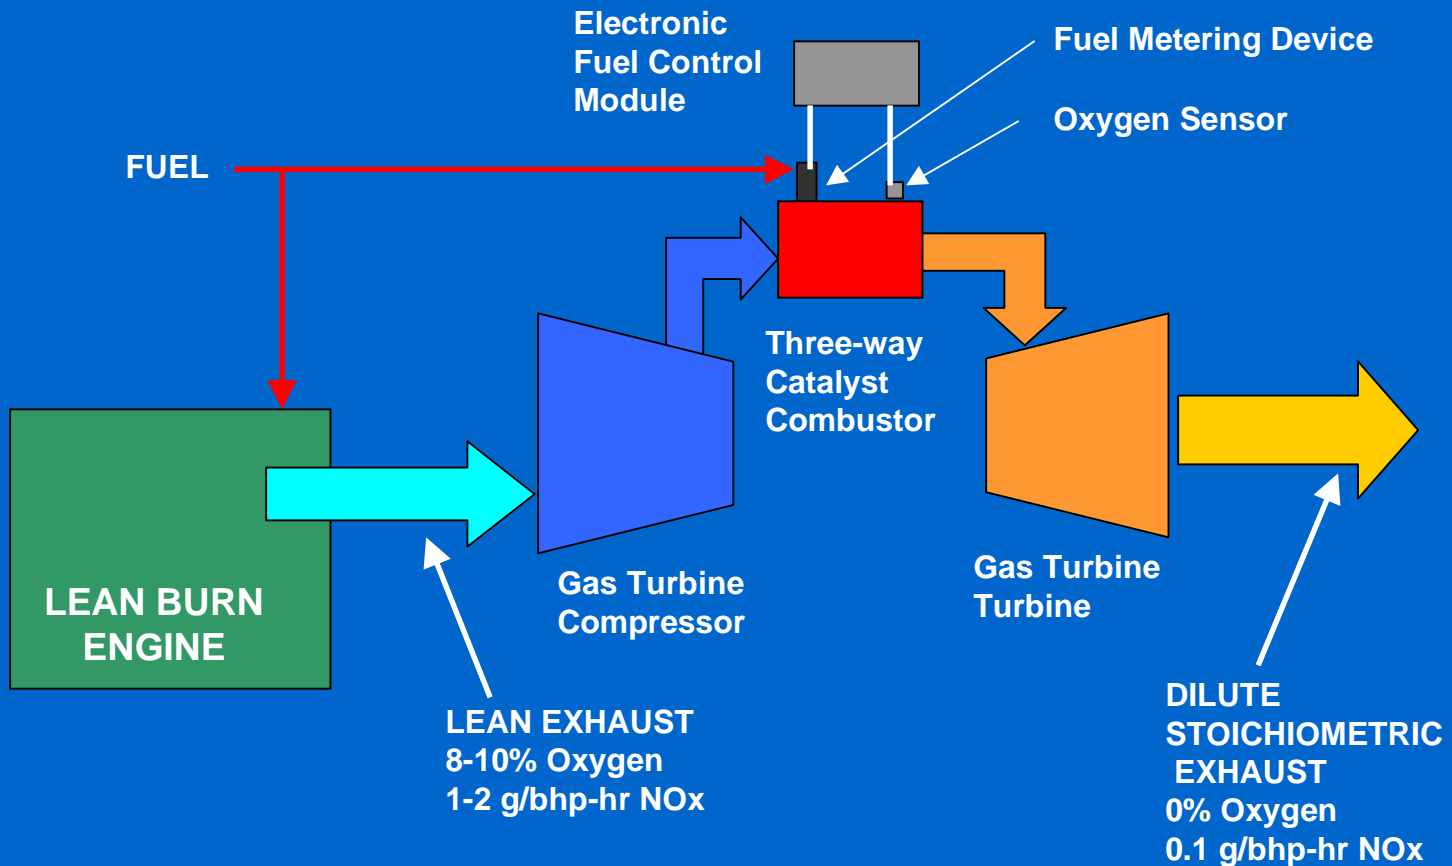 Electronic
Fuel Control
Module
Fuel Metering Device
Oxygen Sensor
FUEL
Three-way
Catalyst
Combustor
LEAN BURN
ENGINE
Gas Turbine
Compressor
Gas Turbine
Turbine
LEAN EXHAUST
8-10% Oxygen
1-2 g/bhp-hr NOx
DILUTE
STOICHIOMETRIC
EXHAUST
0% Oxygen
0.1 g/bhp-hr NOx